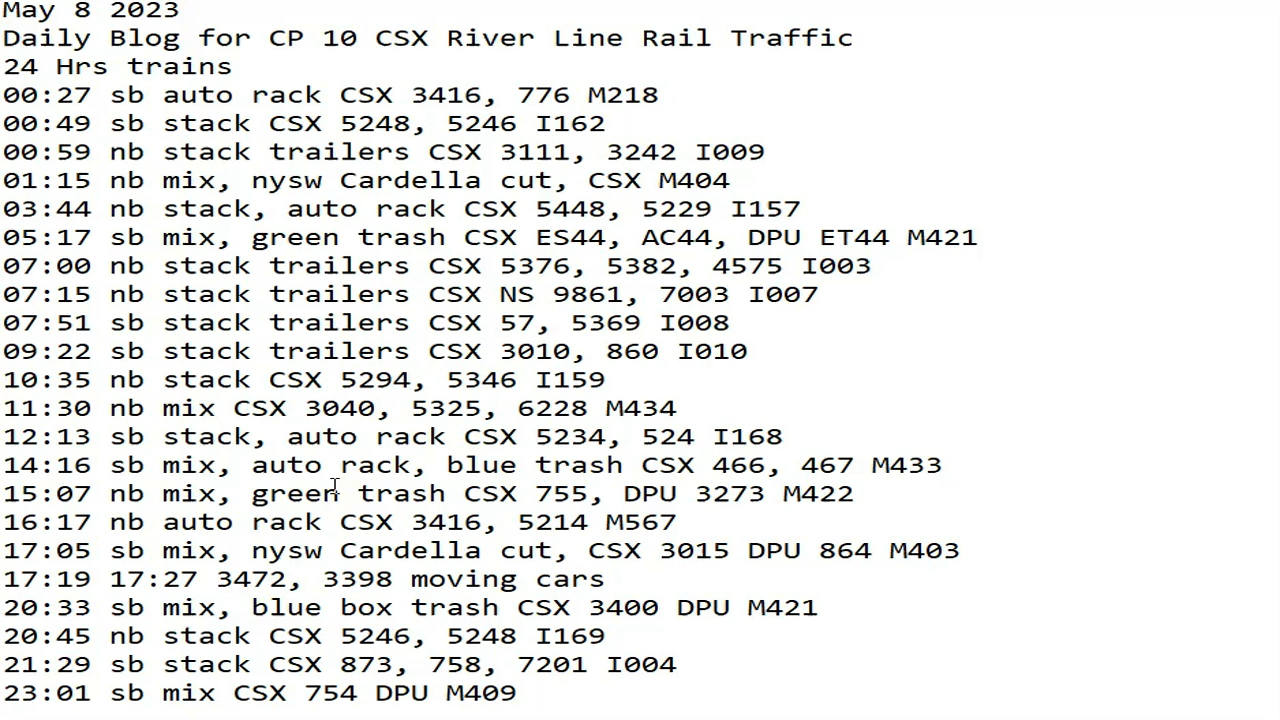 May 8 2023
Daily Blog for CP 10 CSX River Line Rail Traffic
24 Hrs trains
00:27 sb auto rack CSX 3416, 776 M218
00:49 sb stack CSX 5248, 5246 I162
00:59 nb stack trailers CSX 3111, 3242 I009
01:15 nb mix, nysw Cardella cut, CSX M404
03:44 nb stack, auto rack CSX 5448, 5229 I157
05:17 sb mix, green trash CSX ES44, AC44, DPU ET44 M421
07:00 nb stack trailers CSX 5376, 5382, 4575 I003
07:15 nb stack trailers CSX NS 9861, 7003 I007
07:51 sb stack trailers CSX 57, 5369 I008
09:22 sb stack trailers CSX 3010, 860 I010
10:35 nb stack CSX 5294, 5346 I159
11:30 nb mix CSX 3040, 5325, 6228 M434
12:13 sb stack, auto rack CSX 5234, 524 I168
14:16 sb mix, auto rack, blue trash CSX 466, 467 M433
15:07 nb mix, green trash CSX 755, DPU 3273 M422
16:17 nb auto rack CSX 3416, 5214 M567
17:05 sb mix, nysw Cardella cut, CSX 3015 DPU 864 M403
17:19 17:27 3472, 3398 moving cars
20:33 sb mix, blue box trash CSX 3400 DPU M421
20:45 nb stack CSX 5246, 5248 I169
21:29 sb stack CSX 873, 758, 7201 I004
23:01 sb mix CSX 754 DPU M409